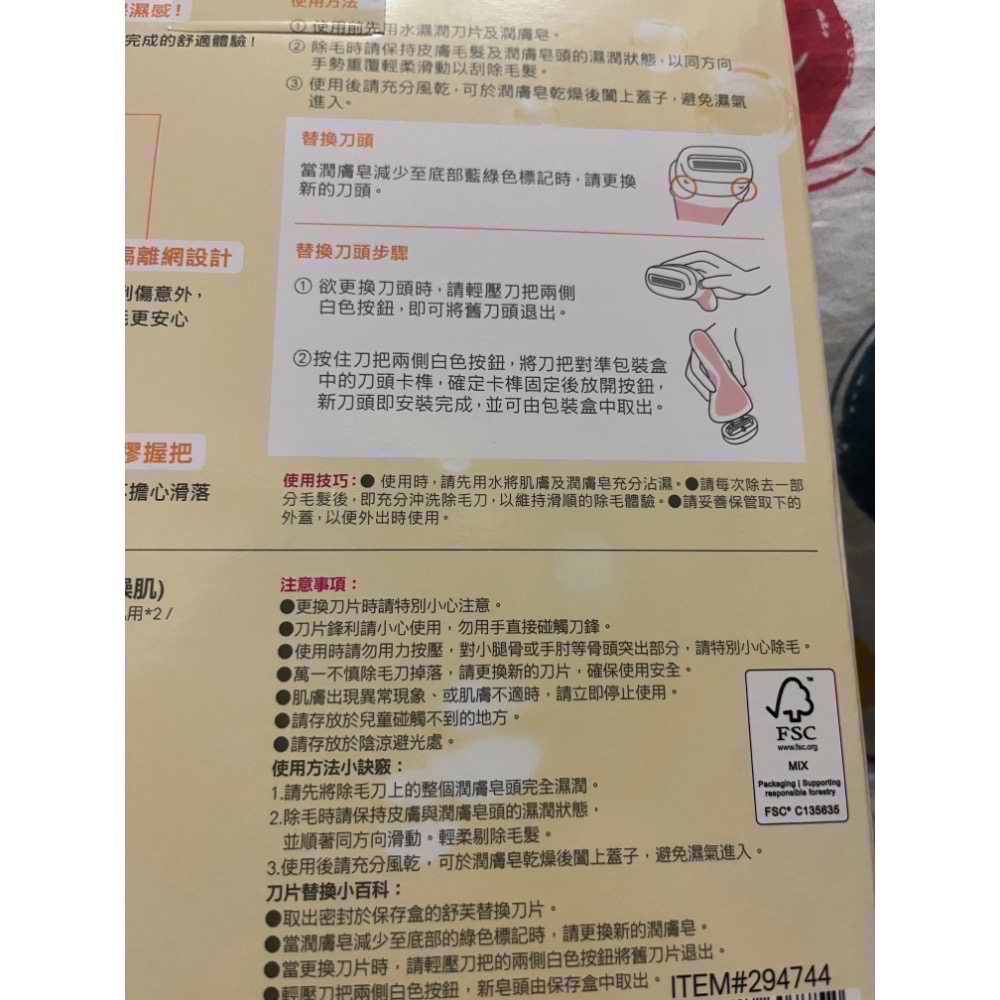 濕感!
完成的舒適體驗!
隔離網設計
刮傷意外,
更安心
膠握把
擔心滑落
燥肌)
用*2 /
使用方法
① 使用前先用水濕潤刀片及潤膚皂。
② 除毛時請保持皮膚毛髮及潤膚皂頭的濕潤狀態,以同方向
手勢重覆輕柔滑動以刮除毛髮。
③ 使用後請充分風乾,可於潤膚皂乾燥後闔上蓋子,避免濕氣
進入。
替換刀頭
當潤膚皂減少至底部藍綠色標記時,請更換
新的刀頭。
替換刀頭步驟
① 欲更換刀頭時,請輕壓刀把兩側
白色按鈕,即可將舊刀頭退出。
②按住刀把兩側白色按鈕,將刀把對準包裝盒
中的刀頭卡榫,確定卡榫固定後放開按鈕,
新刀頭即安裝完成,並可由包裝盒中取出。
使用技巧:● 使用時,請先用水將肌膚及潤膚皂充分沾濕。●請每次除去一部
分毛髮後,即充分沖洗除毛刀,以維持滑順的除毛體驗。●請妥善保管取下的
外蓋,以便外出時使用。
注意事項:
●更換刀片時請特別小心注意。
●刀片鋒利請小心使用,勿用手直接碰觸刀鋒。
●使用時請勿用力按壓,對小腿骨或手肘等骨頭突出部分,請特別小心除毛。
●萬一不慎除毛刀掉落,請更換新的刀片,確保使用安全。
●肌膚出現異常現象、或肌膚不適時,請立即停止使用。
●請存放於兒童碰觸不到的地方。
●請存放於陰涼避光處。
使用方法小訣竅:
1.請先將除毛刀上的整個潤膚皂頭完全濕潤。
2.除毛時請保持皮膚與潤膚皂頭的濕潤狀態,
並順著同方向滑動。輕柔剔除毛髮。
3.使用後請充分風乾,可於潤膚皂乾燥後闔上蓋子,避免濕氣進入。
刀片替換小百科:
●取出密封於保存盒的舒芙替換刀片。
●當潤膚皂減少至底部的綠色標記時,請更換新的潤膚皂。
●當更換刀片時,請輕壓刀把的兩側白色按鈕將舊刀片退出。
●輕壓刀把兩側白色按鈕,新皂頭由保存盒中取出。
FSC
www.fsc.org
MIX
Packaging | Supporting
responsible forestry
FSC® C135635
ITEM#294744